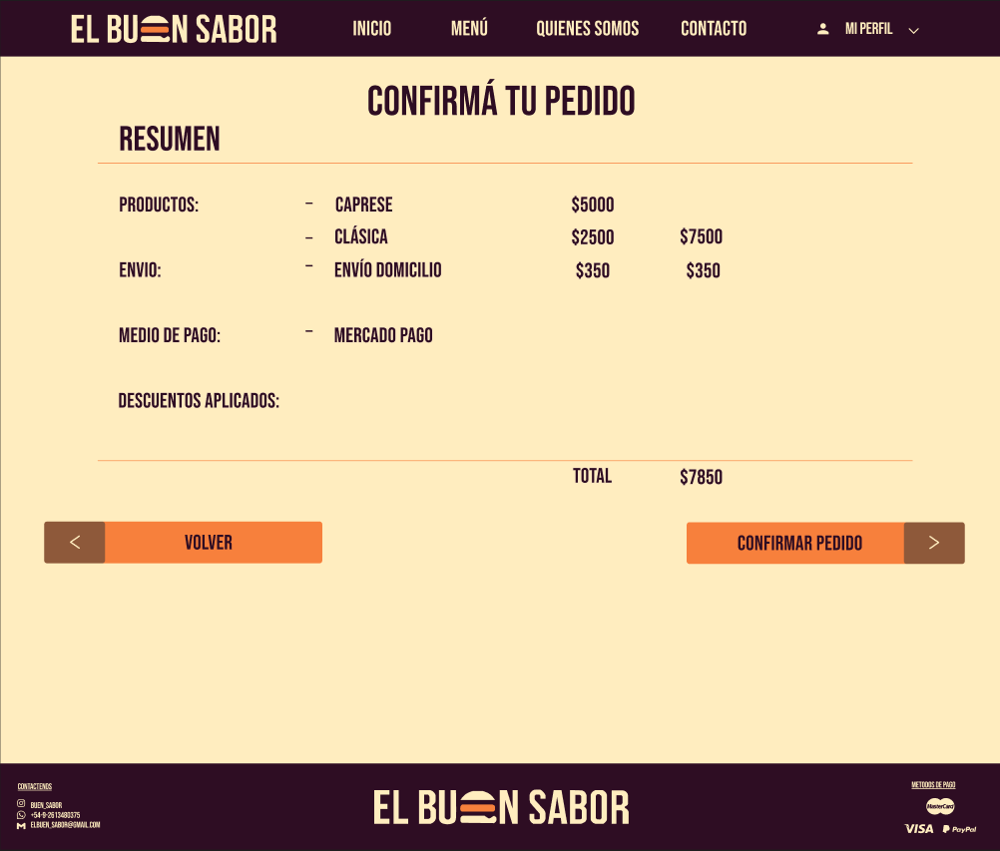 EL BUEN SABOR INICIO MENÚ QUIENES SOMOS CONTACTO MI PERFIL
CONFIRMÁ TU PEDIDO
RESUMEN
PRODUCTOS: – CAPRESE $5000
– CLÁSICA $2500 $7500
ENVIO: – ENVÍO DOMICILIO $350 $350
MEDIO DE PAGO: – MERCADO PAGO
DESCUENTOS APLICADOS:
TOTAL $7850
< VOLVER
CONFIRMAR PEDIDO >
CONTACTENOS
BUEN_SABOR
+54-9-2613480375
ELBUEN_SABOR@GMAIL.COM
EL BUEN SABOR
METODOS DE PAGO
MasterCard
VISA PayPal